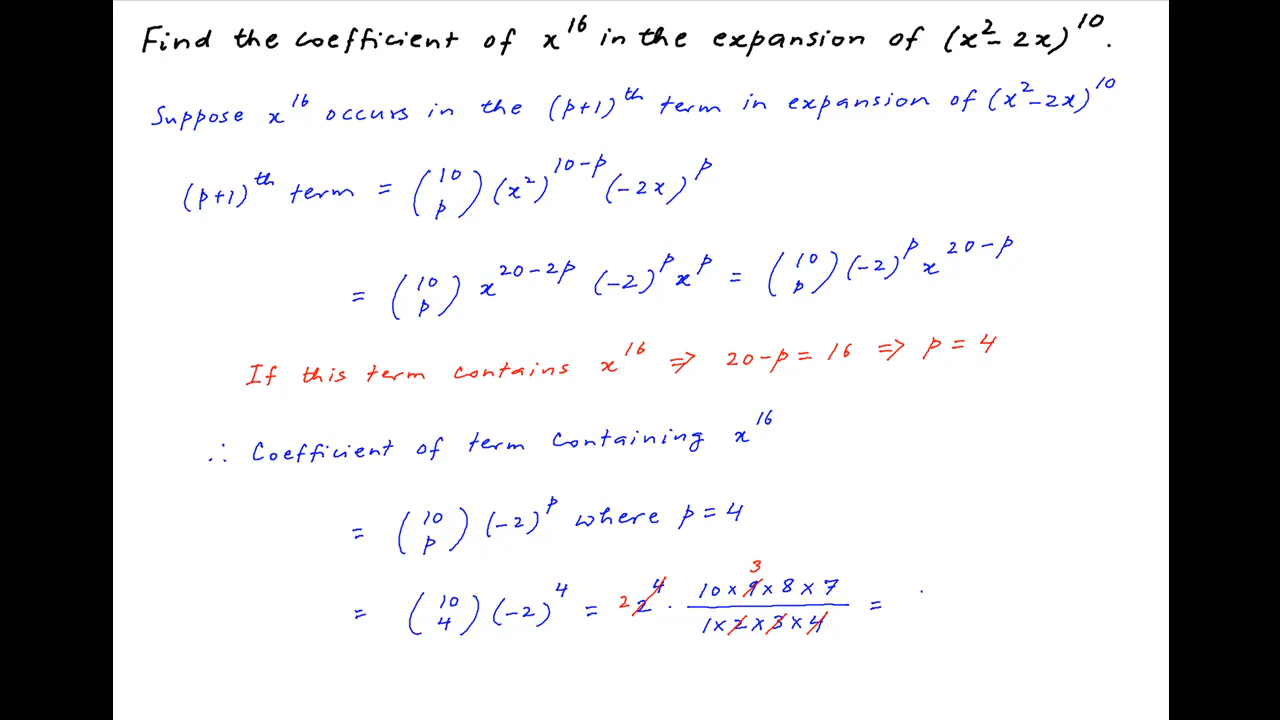 Find the coefficient of x^16 in the expansion of (x^2 - 2x)^10.
Suppose x^16 occurs in the (p+1)^th term in expansion of (x^2 - 2x)^10
(p+1)^th term = (10 p) (x^2)^10-p (-2x)^p
= (10 p) x^20-2p (-2)^p x^p = (10 p) (-2)^p x^20-p
If this term contains x^16 => 20-p = 16 => p = 4
∴ Coefficient of term containing x^16
= (10 p) (-2)^p where p = 4
= (10 4) (-2)^4 = 2 2^4 · 10 × 9 3 × 8 × 7 / 1 × 2 × 3 × 4 =